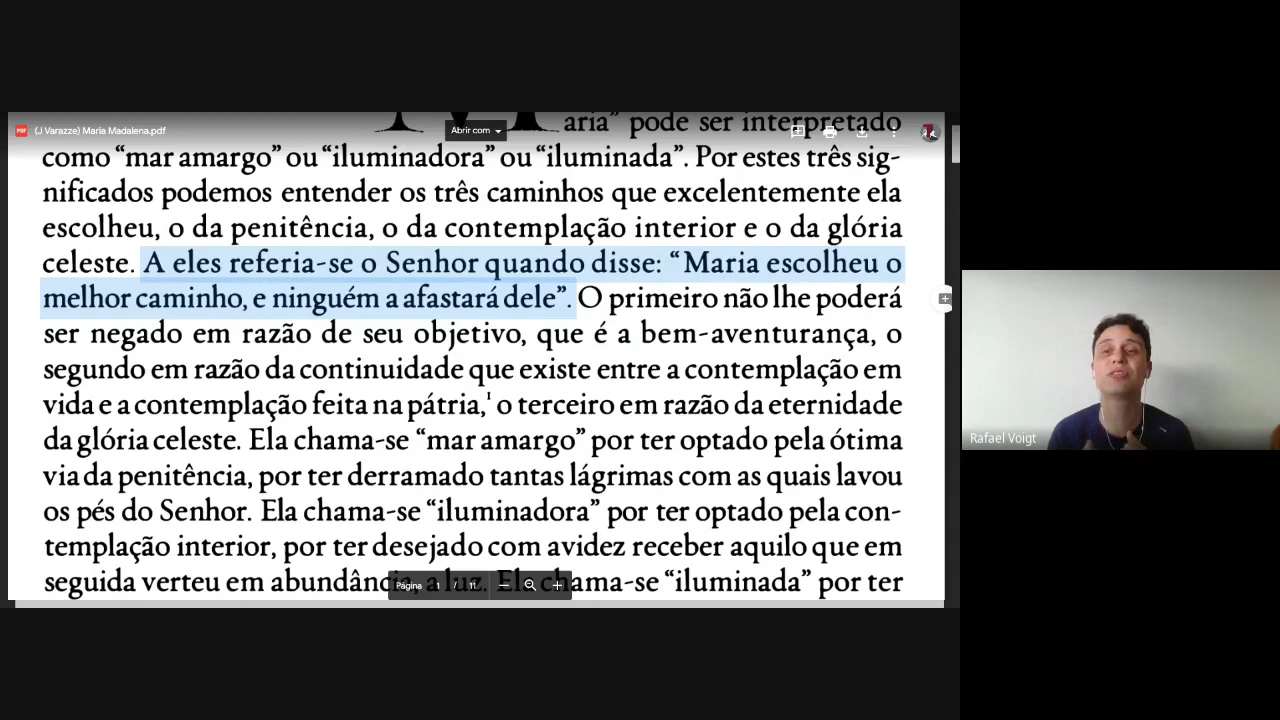 (J Varazze) Maria Madalena.pdf
Abrir com
aria” pode ser interpretado
como “mar amargo” ou “iluminadora” ou “iluminada”. Por estes três sig-
nificados podemos entender os três caminhos que excelentemente ela
escolheu, o da penitência, o da contemplação interior e o da glória
celeste. A eles referia-se o Senhor quando disse: “Maria escolheu o
melhor caminho, e ninguém a afastará dele”. O primeiro não lhe poderá
ser negado em razão de seu objetivo, que é a bem-aventurança, o
segundo em razão da continuidade que existe entre a contemplação em
vida e a contemplação feita na pátria,¹ o terceiro em razão da eternidade
da glória celeste. Ela chama-se “mar amargo” por ter optado pela ótima
via da penitência, por ter derramado tantas lágrimas com as quais lavou
os pés do Senhor. Ela chama-se “iluminadora” por ter optado pela con-
templação interior, por ter desejado com avidez receber aquilo que em
seguida verteu em abundância, a luz. Ela chama-se “iluminada” por ter
Página 1 / 11
Rafael Voigt